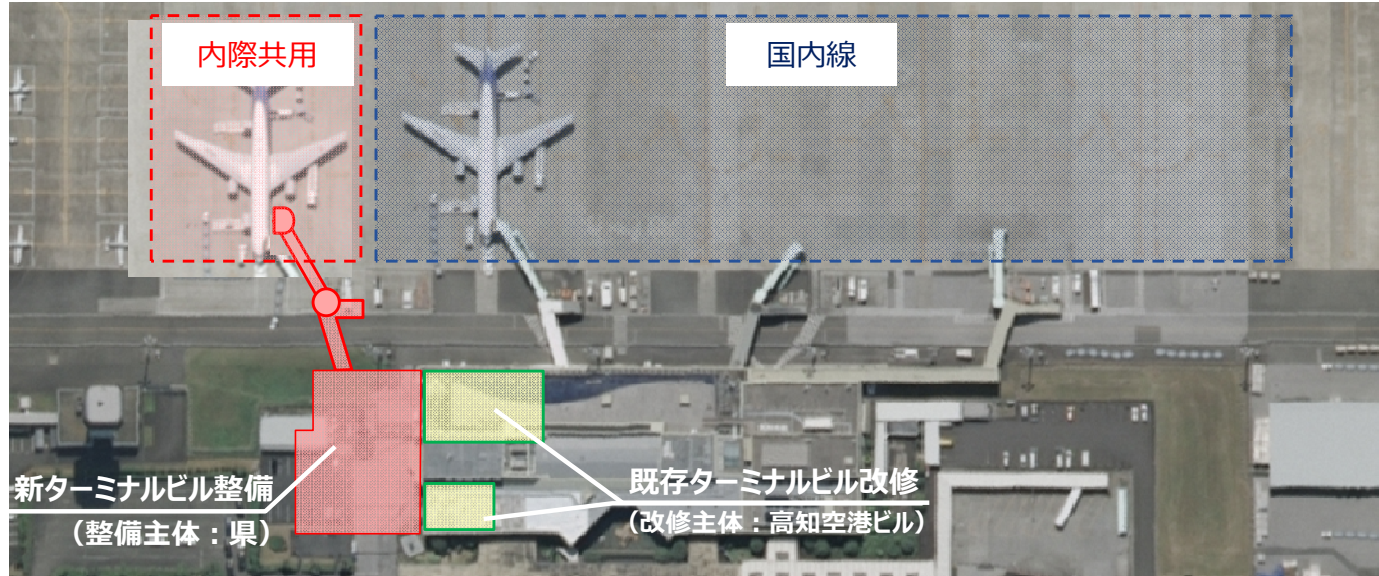 内際共用
国内線
新ターミナルビル整備
（整備主体：県）
既存ターミナルビル改修
（改修主体：高知空港ビル）